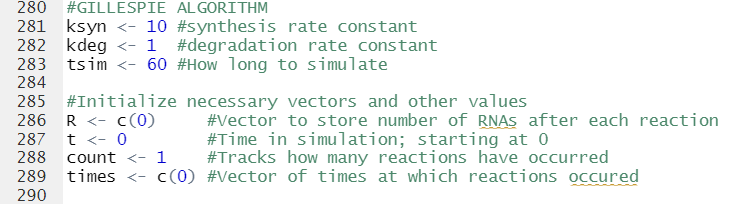 280 #GILLESPIE ALGORITHM
281 ksyn <- 10 #synthesis rate constant
282 kdeg <- 1  #degradation rate constant
283 tsim <- 60 #How long to simulate
284
285 #Initialize necessary vectors and other values
286 R <- c(0)     #Vector to store number of RNAs after each reaction
287 t <- 0        #Time in simulation; starting at 0
288 count <- 1    #Tracks how many reactions have occurred
289 times <- c(0) #Vector of times at which reactions occured
290